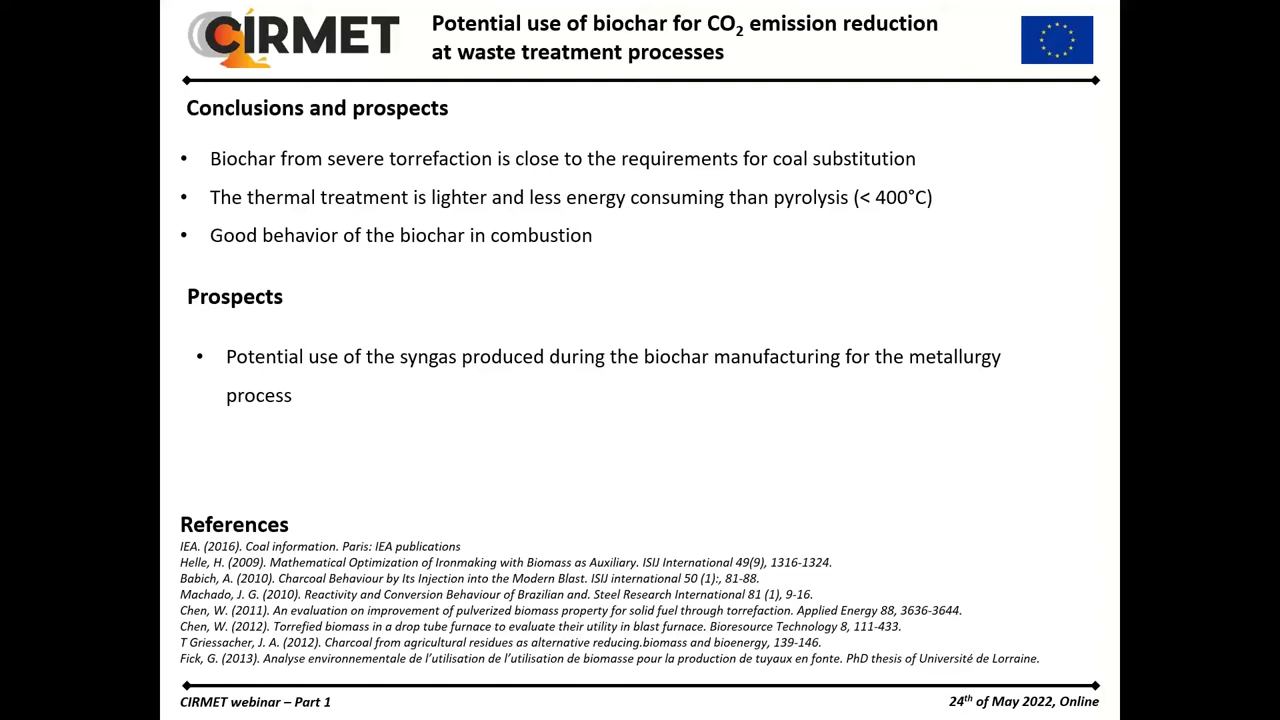 CIRMET
Potential use of biochar for CO2 emission reduction
at waste treatment processes
Conclusions and prospects
• Biochar from severe torrefaction is close to the requirements for coal substitution
• The thermal treatment is lighter and less energy consuming than pyrolysis (< 400°C)
• Good behavior of the biochar in combustion
Prospects
• Potential use of the syngas produced during the biochar manufacturing for the metallurgy
process
References
IEA. (2016). Coal information. Paris: IEA publications
Helle, H. (2009). Mathematical Optimization of Ironmaking with Biomass as Auxiliary. ISIJ International 49(9), 1316-1324.
Babich, A. (2010). Charcoal Behaviour by Its Injection into the Modern Blast. ISIJ international 50 (1):, 81-88.
Machado, J. G. (2010). Reactivity and Conversion Behaviour of Brazilian and. Steel Research International 81 (1), 9-16.
Chen, W. (2011). An evaluation on improvement of pulverized biomass property for solid fuel through torrefaction. Applied Energy 88, 3636-3644.
Chen, W. (2012). Torrefied biomass in a drop tube furnace to evaluate their utility in blast furnace. Bioresource Technology 8, 111-433.
T Griessacher, J. A. (2012). Charcoal from agricultural residues as alternative reducing.biomass and bioenergy, 139-146.
Fick, G. (2013). Analyse environnementale de l’utilisation de l’utilisation de biomasse pour la production de tuyaux en fonte. PhD thesis of Université de Lorraine.
CIRMET webinar – Part 1
24th of May 2022, Online